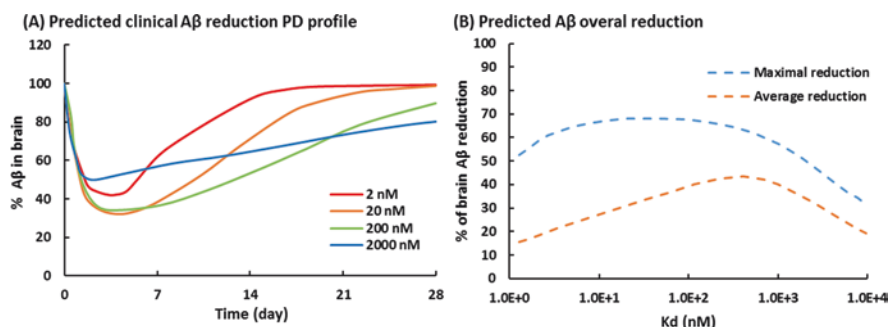 (A) Predicted clinical Aβ reduction PD profile
120
100
80
60
40
20
0
% Aβ in brain
0 7 14 21 28
Time (day)
2 nM
20 nM
200 nM
2000 nM
(B) Predicted Aβ overal reduction
100
90
80
70
60
50
40
30
20
10
0
% of brain Aβ reduction
1.0E+0 1.0E+1 1.0E+2 1.0E+3 1.0E+4
Kd (nM)
Maximal reduction
Average reduction